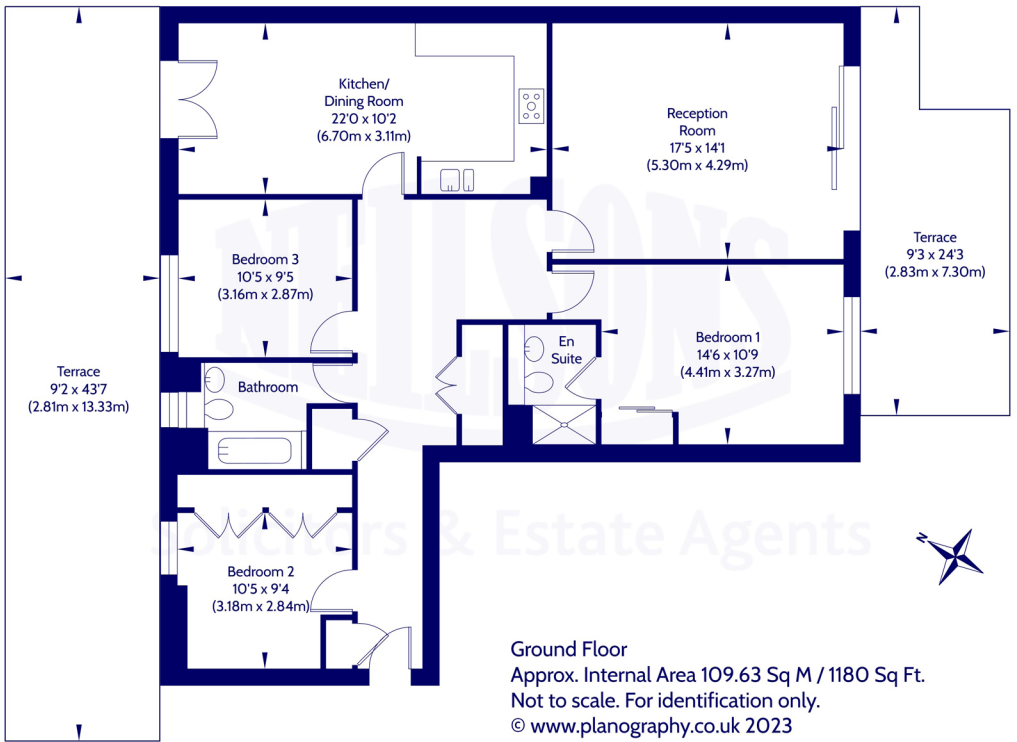 Kitchen/
Dining Room
22'0 x 10'2
(6.70m x 3.11m)
Reception
Room
17'5 x 14'1
(5.30m x 4.29m)
Terrace
9'3 x 24'3
(2.83m x 7.30m)
Bedroom 3
10'5 x 9'5
(3.16m x 2.87m)
En
Suite
Bedroom 1
14'6 x 10'9
(4.41m x 3.27m)
Terrace
9'2 x 43'7
(2.81m x 13.33m)
Bathroom
NEILSONS
Solicitors & Estate Agents
Bedroom 2
10'5 x 9'4
(3.18m x 2.84m)
N
Ground Floor
Approx. Internal Area 109.63 Sq M / 1180 Sq Ft.
Not to scale. For identification only.
© www.planography.co.uk 2023